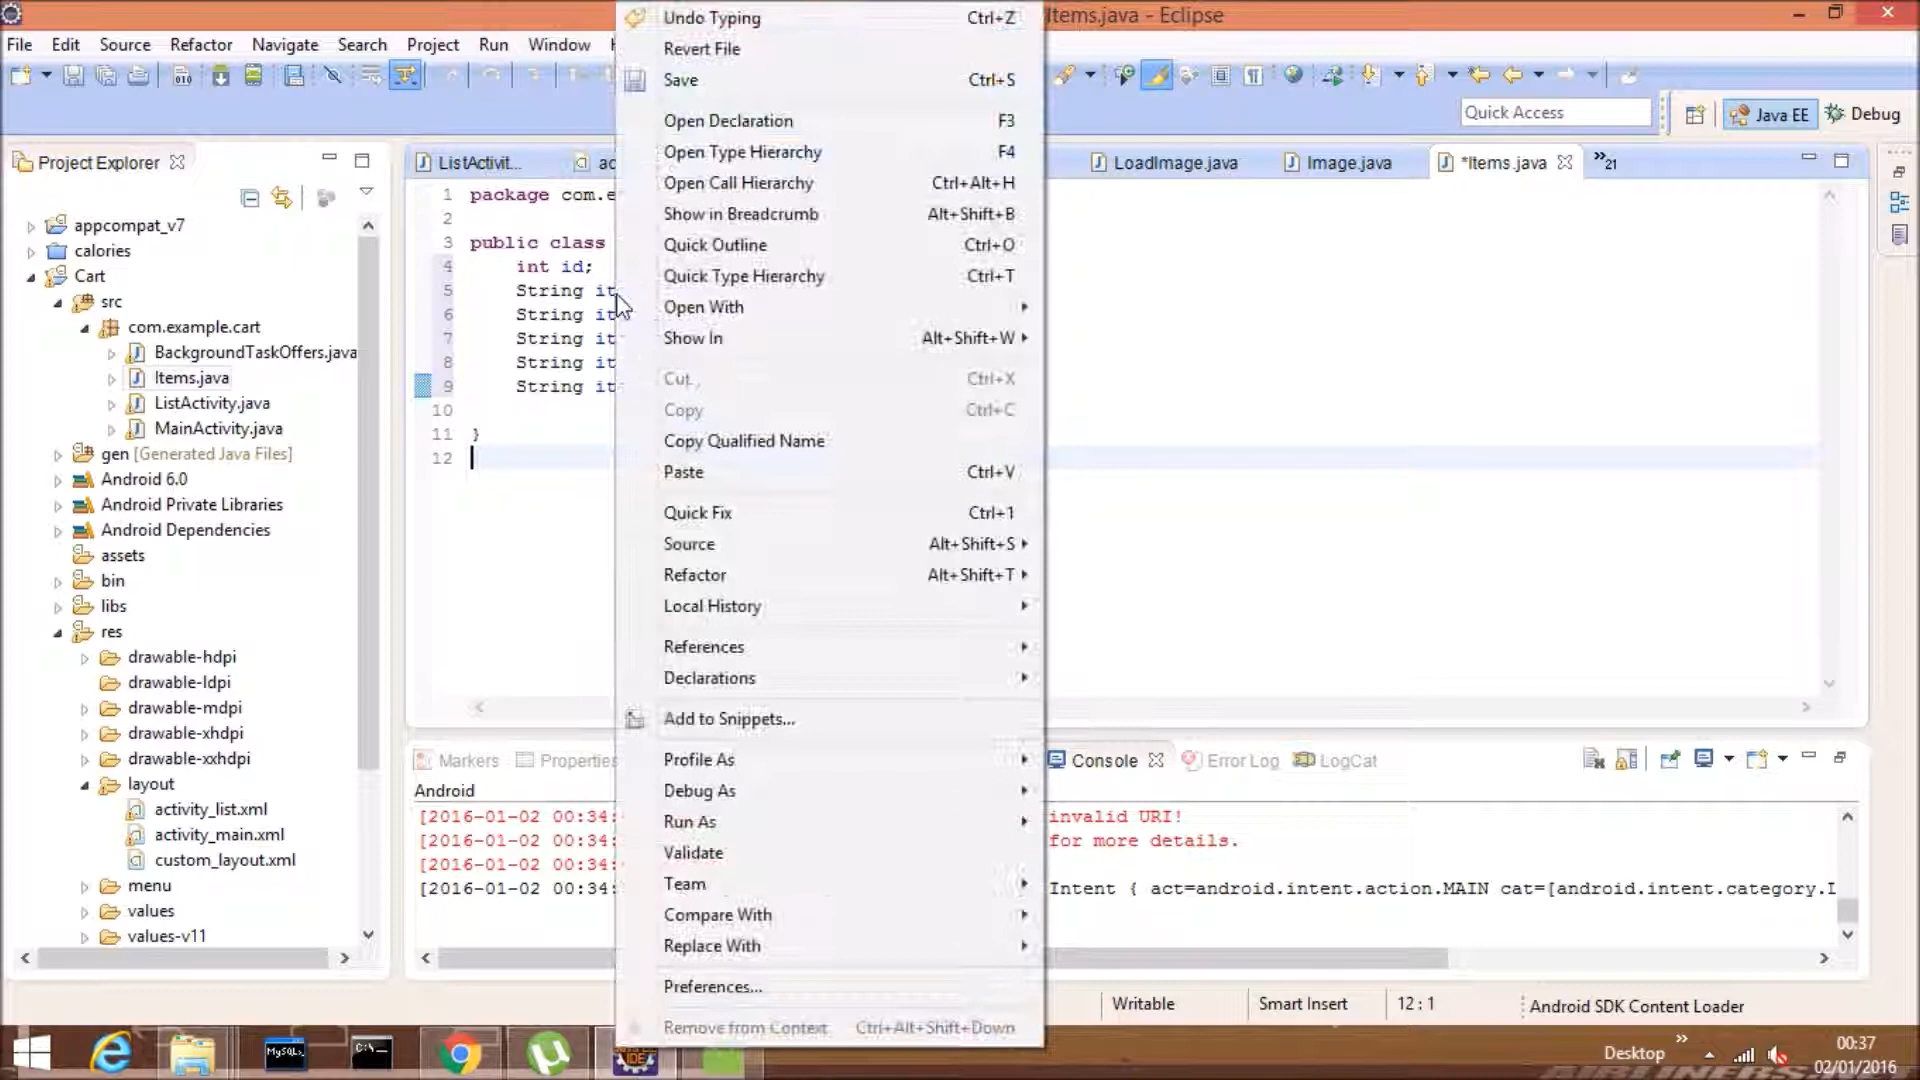 Items.java - Eclipse
File Edit Source Refactor Navigate Search Project Run Window
Quick Access
Java EE
Debug
Project Explorer
appcompat_v7
calories
Cart
src
com.example.cart
BackgroundTaskOffers.java
Items.java
ListActivity.java
MainActivity.java
gen [Generated Java Files]
Android 6.0
Android Private Libraries
Android Dependencies
assets
bin
libs
res
drawable-hdpi
drawable-ldpi
drawable-mdpi
drawable-xhdpi
drawable-xxhdpi
layout
activity_list.xml
activity_main.xml
custom_layout.xml
menu
values
values-v11
ListActivit... ac LoadImage.java Image.java *Items.java »21
1 package com.e
2
3 public class
4 int id;
5 String it
6 String it
7 String it
8 String it
9 String it
10
11 }
12
Undo Typing Ctrl+Z
Revert File
Save Ctrl+S
Open Declaration F3
Open Type Hierarchy F4
Open Call Hierarchy Ctrl+Alt+H
Show in Breadcrumb Alt+Shift+B
Quick Outline Ctrl+O
Quick Type Hierarchy Ctrl+T
Open With
Show In Alt+Shift+W
Cut Ctrl+X
Copy Ctrl+C
Copy Qualified Name
Paste Ctrl+V
Quick Fix Ctrl+1
Source Alt+Shift+S
Refactor Alt+Shift+T
Local History
References
Declarations
Add to Snippets...
Profile As
Debug As
Run As
Validate
Team
Compare With
Replace With
Preferences...
Remove from Context Ctrl+Alt+Shift+Down
Markers Properties Console Error Log LogCat
Android
[2016-01-02 00:34: invalid URI!
[2016-01-02 00:34: for more details.
[2016-01-02 00:34:
[2016-01-02 00:34: Intent { act=android.intent.action.MAIN cat=[android.intent.category.
Writable Smart Insert 12 : 1 Android SDK Content Loader
MySQL
C:\
IDE
Desktop
00:37
02/01/2016
AIRLINERS.